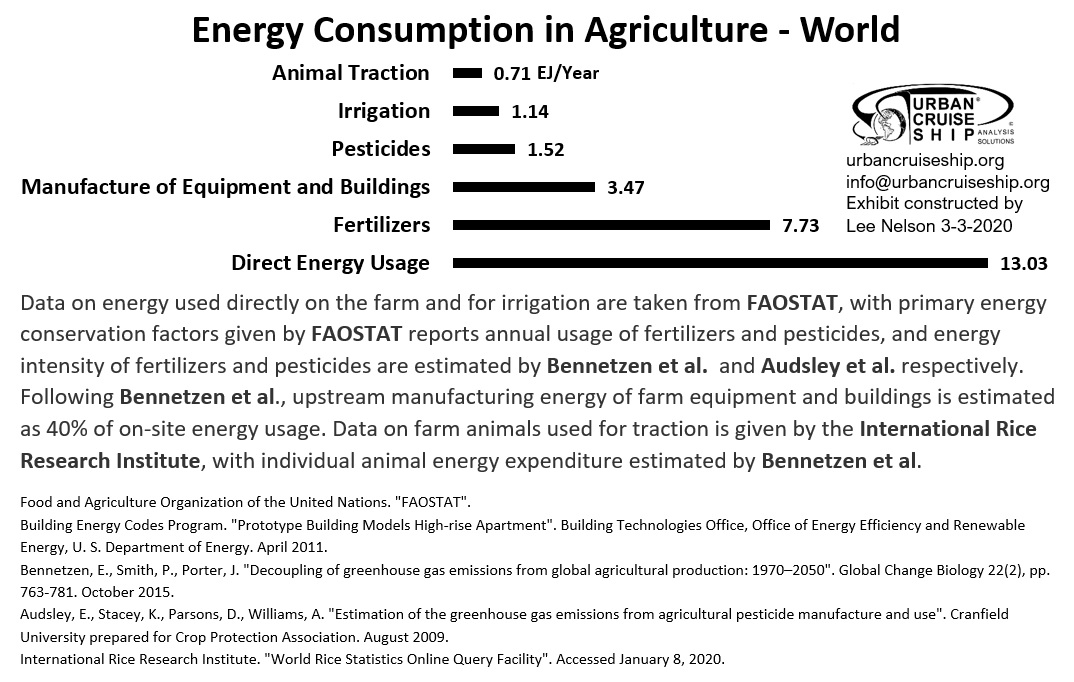 Energy Consumption in Agriculture - World
Animal Traction 0.71 EJ/Year
Irrigation 1.14
Pesticides 1.52
Manufacture of Equipment and Buildings 3.47
Fertilizers 7.73
Direct Energy Usage 13.03
URBAN®
CRUISE
SHIP ©
ANALYSIS
SOLUTIONS
urbancruiseship.org
info@urbancruiseship.org
Exhibit constructed by
Lee Nelson 3-3-2020
Data on energy used directly on the farm and for irrigation are taken from FAOSTAT, with primary energy
conservation factors given by FAOSTAT reports annual usage of fertilizers and pesticides, and energy
intensity of fertilizers and pesticides are estimated by Bennetzen et al. and Audsley et al. respectively.
Following Bennetzen et al., upstream manufacturing energy of farm equipment and buildings is estimated
as 40% of on-site energy usage. Data on farm animals used for traction is given by the International Rice
Research Institute, with individual animal energy expenditure estimated by Bennetzen et al.
Food and Agriculture Organization of the United Nations. "FAOSTAT".
Building Energy Codes Program. "Prototype Building Models High-rise Apartment". Building Technologies Office, Office of Energy Efficiency and Renewable
Energy, U. S. Department of Energy. April 2011.
Bennetzen, E., Smith, P., Porter, J. "Decoupling of greenhouse gas emissions from global agricultural production: 1970–2050". Global Change Biology 22(2), pp.
763-781. October 2015.
Audsley, E., Stacey, K., Parsons, D., Williams, A. "Estimation of the greenhouse gas emissions from agricultural pesticide manufacture and use". Cranfield
University prepared for Crop Protection Association. August 2009.
International Rice Research Institute. "World Rice Statistics Online Query Facility". Accessed January 8, 2020.